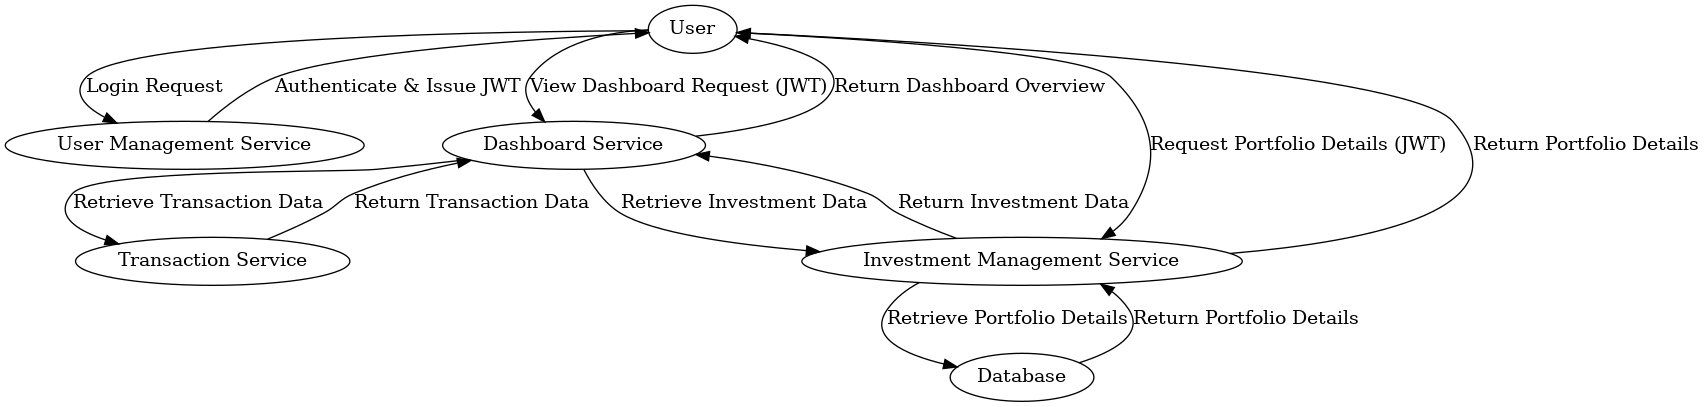 User
Login Request
Authenticate & Issue JWT
View Dashboard Request (JWT)
Return Dashboard Overview
User Management Service
Dashboard Service
Request Portfolio Details (JWT)
Return Portfolio Details
Retrieve Transaction Data
Return Transaction Data
Retrieve Investment Data
Return Investment Data
Transaction Service
Investment Management Service
Retrieve Portfolio Details
Return Portfolio Details
Database